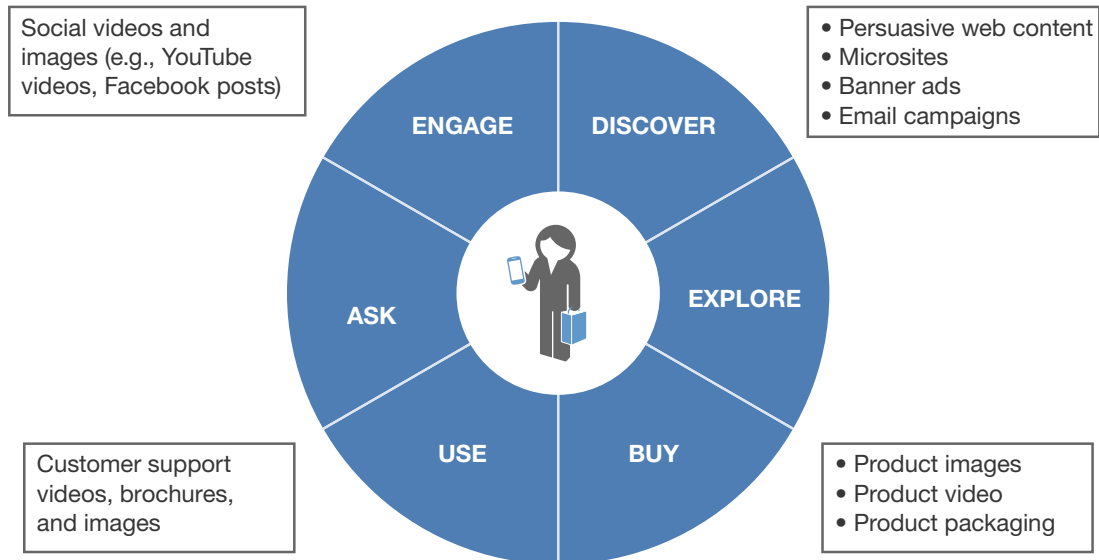 Social videos and
images (e.g., YouTube
videos, Facebook posts)
• Persuasive web content
• Microsites
• Banner ads
• Email campaigns
ENGAGE
DISCOVER
ASK
EXPLORE
USE
BUY
Customer support
videos, brochures,
and images
• Product images
• Product video
• Product packaging